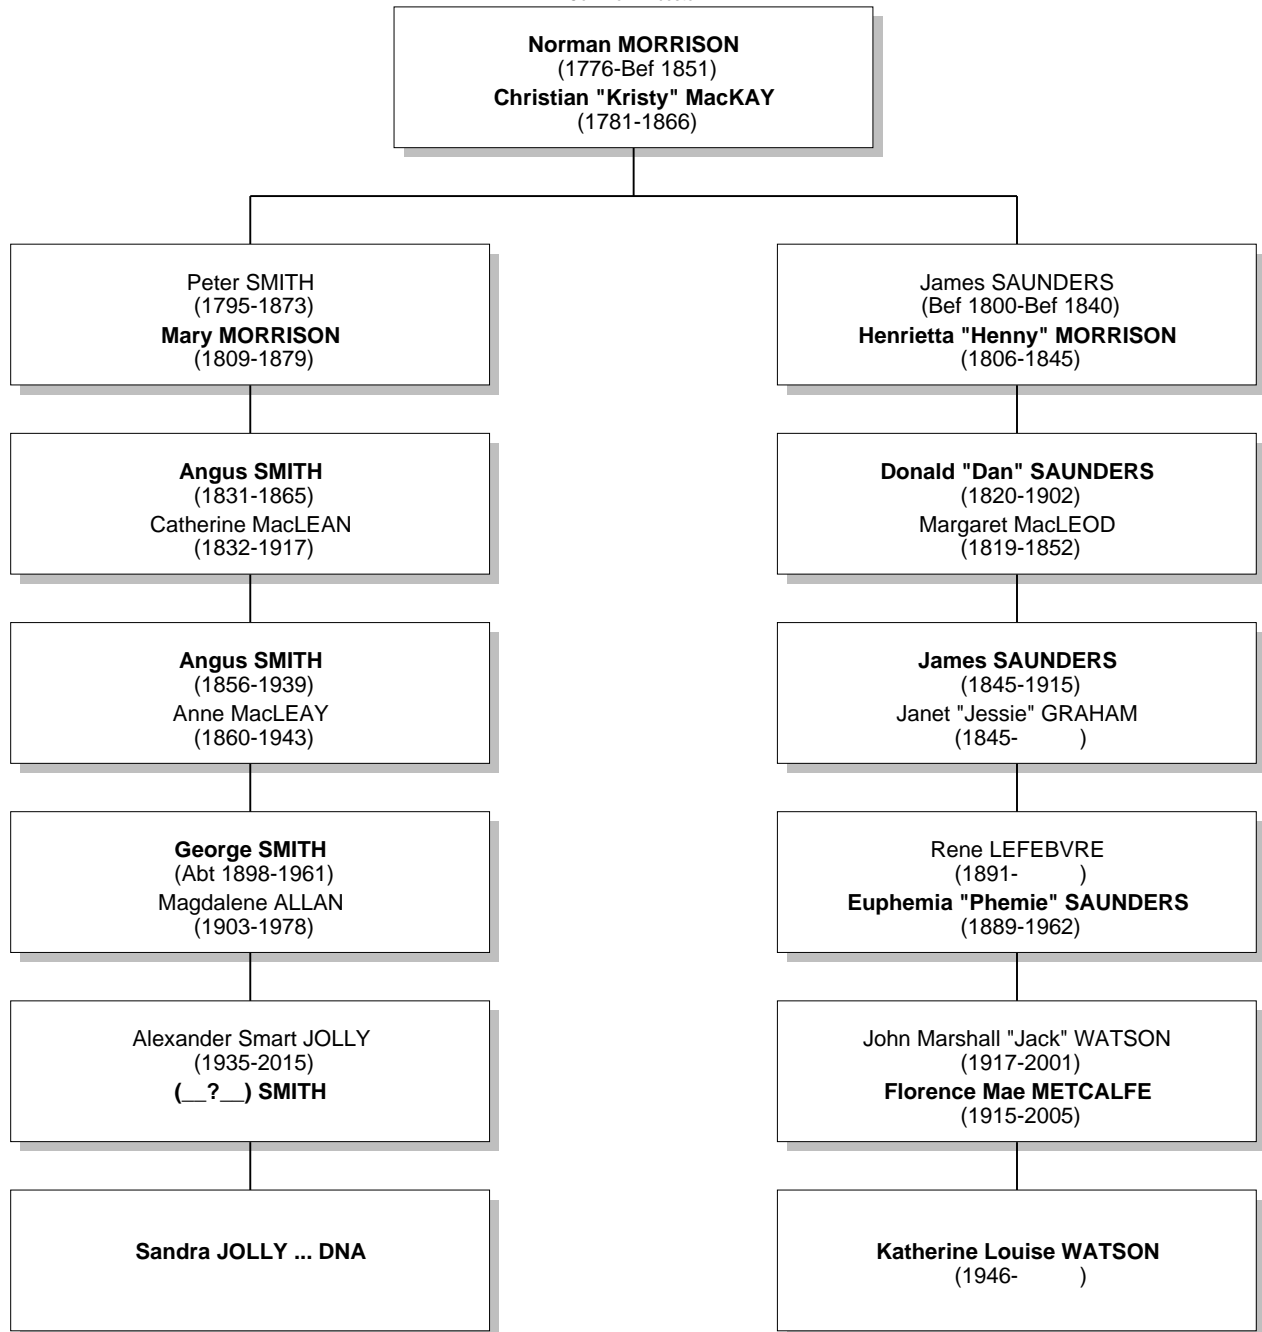 Norman MORRISON
(1776-Bef 1851)
Christian "Kristy" MacKAY
(1781-1866)
Peter SMITH
(1795-1873)
Mary MORRISON
(1809-1879)
James SAUNDERS
(Bef 1800-Bef 1840)
Henrietta "Henny" MORRISON
(1806-1845)
Angus SMITH
(1831-1865)
Catherine MacLEAN
(1832-1917)
Donald "Dan" SAUNDERS
(1820-1902)
Margaret MacLEOD
(1819-1852)
Angus SMITH
(1856-1939)
Anne MacLEAY
(1860-1943)
James SAUNDERS
(1845-1915)
Janet "Jessie" GRAHAM
(1845- )
George SMITH
(Abt 1898-1961)
Magdalene ALLAN
(1903-1978)
Rene LEFEBVRE
(1891- )
Euphemia "Phemie" SAUNDERS
(1889-1962)
Alexander Smart JOLLY
(1935-2015)
(__?__) SMITH
John Marshall "Jack" WATSON
(1917-2001)
Florence Mae METCALFE
(1915-2005)
Sandra JOLLY ... DNA
Katherine Louise WATSON
(1946- )